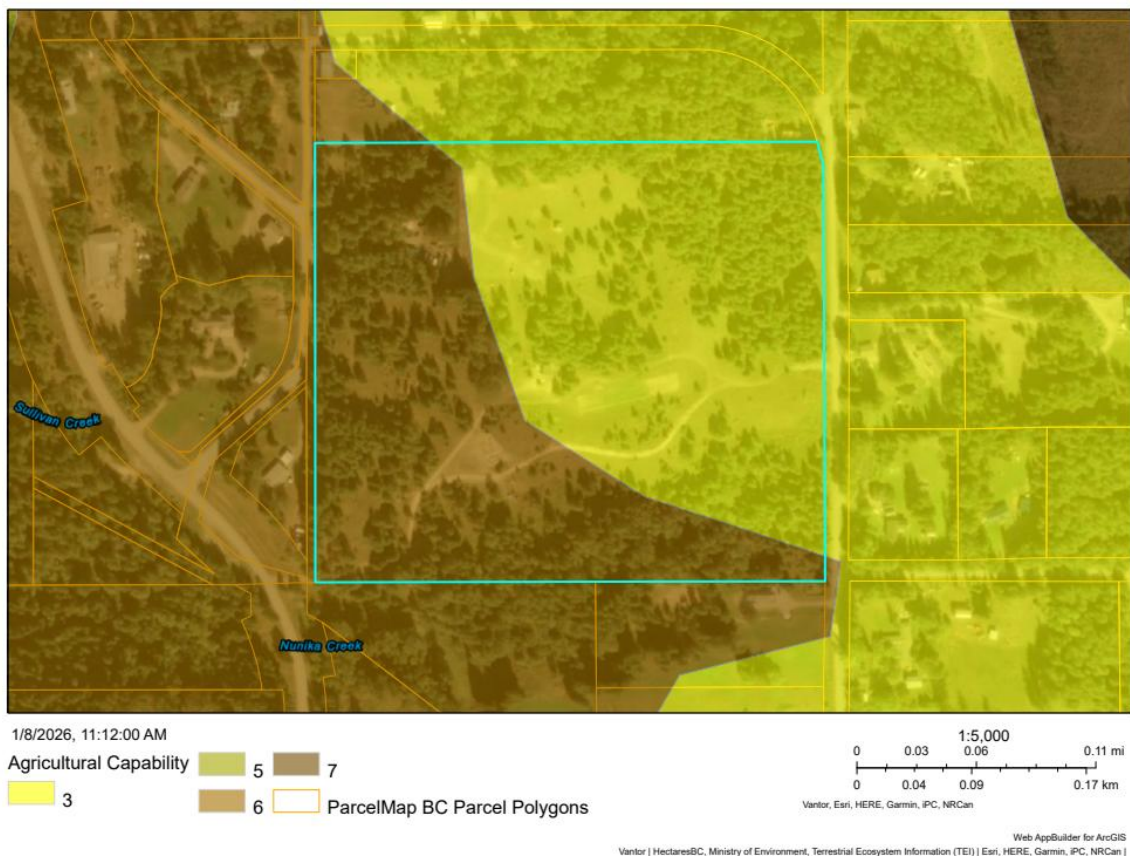 Sullivan Creek
Nunika Creek
1/8/2026, 11:12:00 AM
Agricultural Capability
3
5
6
7
ParcelMap BC Parcel Polygons
1:5,000
0 0.03 0.06 0.11 mi
0 0.04 0.09 0.17 km
Vantor, Esri, HERE, Garmin, iPC, NRCan
Web AppBuilder for ArcGIS
Vantor | HectaresBC, Ministry of Environment, Terrestrial Ecosystem Information (TEI) | Esri, HERE, Garmin, iPC, NRCan |